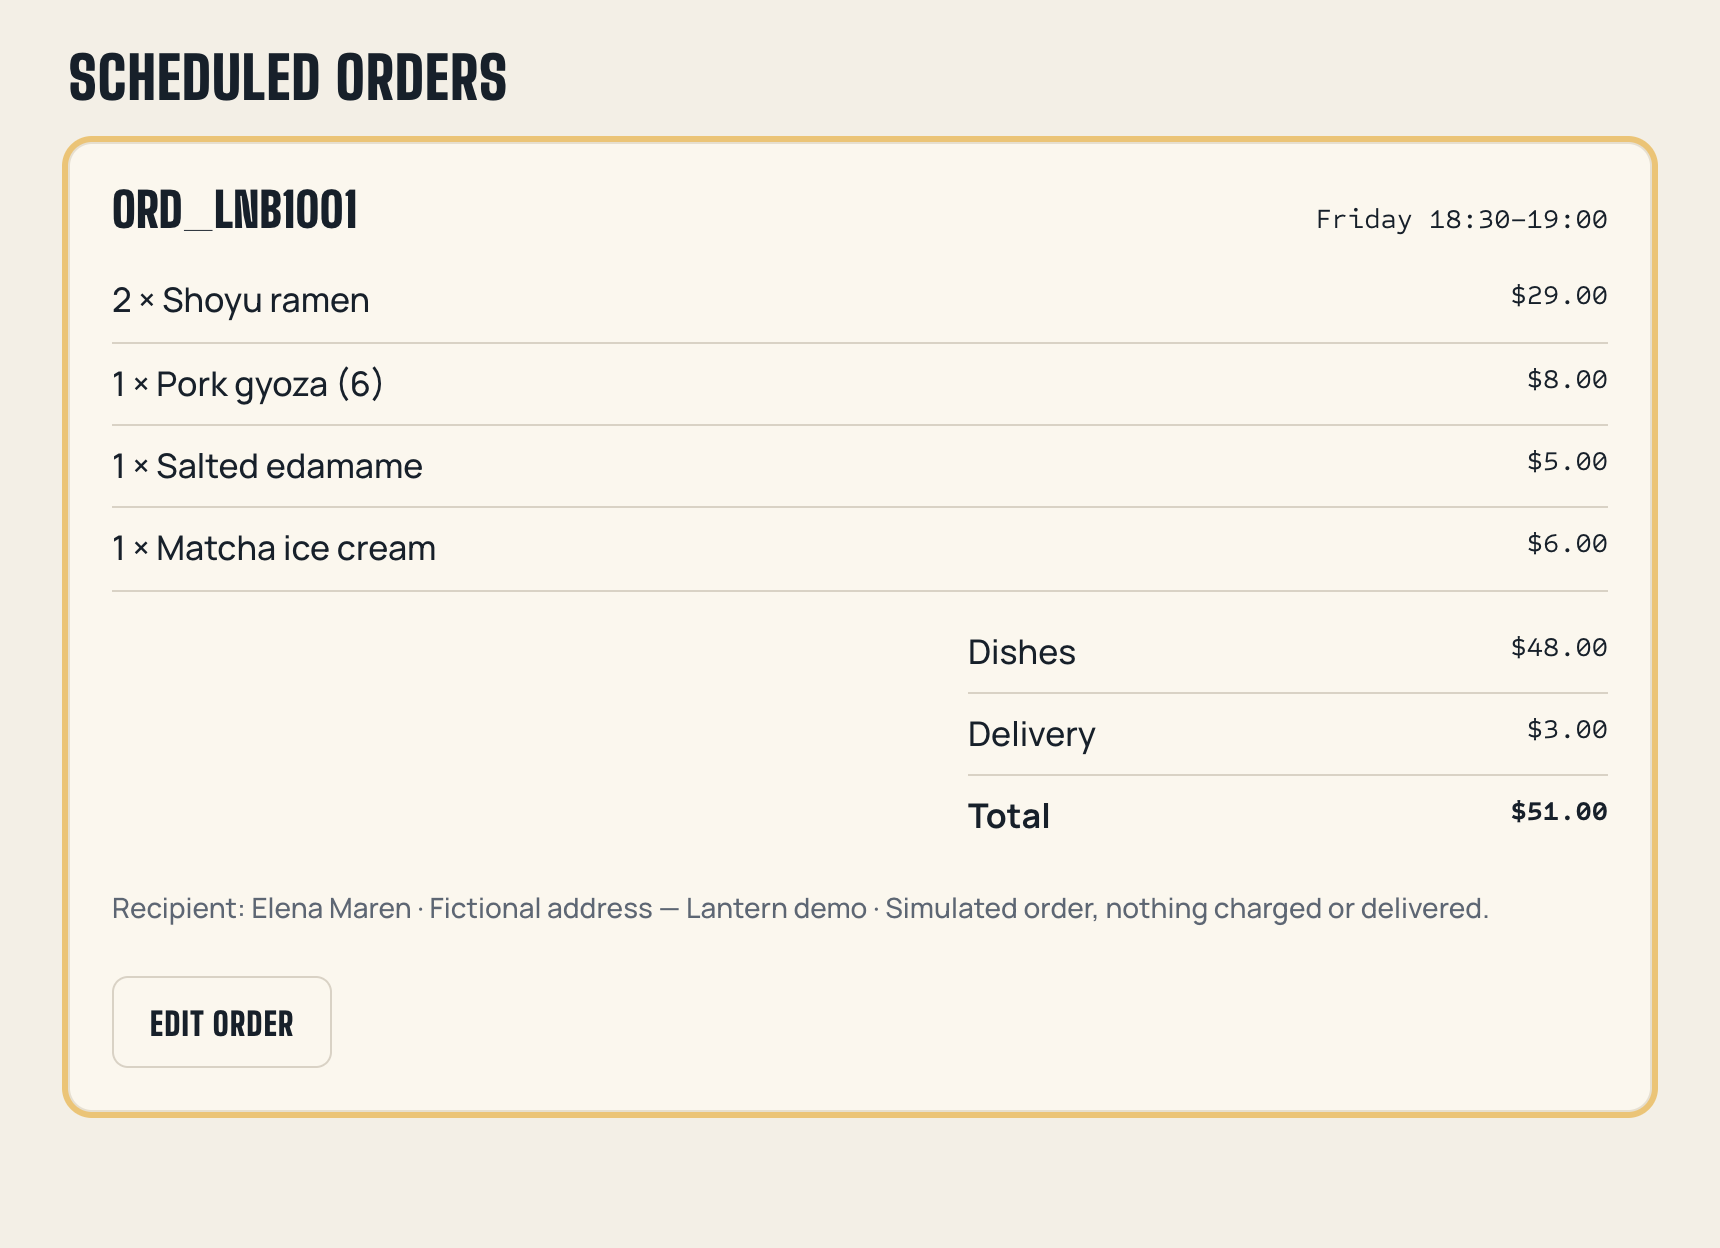 SCHEDULED ORDERS
ORD_LNB1001
Friday 18:30–19:00
2 × Shoyu ramen $29.00
1 × Pork gyoza (6) $8.00
1 × Salted edamame $5.00
1 × Matcha ice cream $6.00
Dishes $48.00
Delivery $3.00
Total $51.00
Recipient: Elena Maren · Fictional address — Lantern demo · Simulated order, nothing charged or delivered.
EDIT ORDER